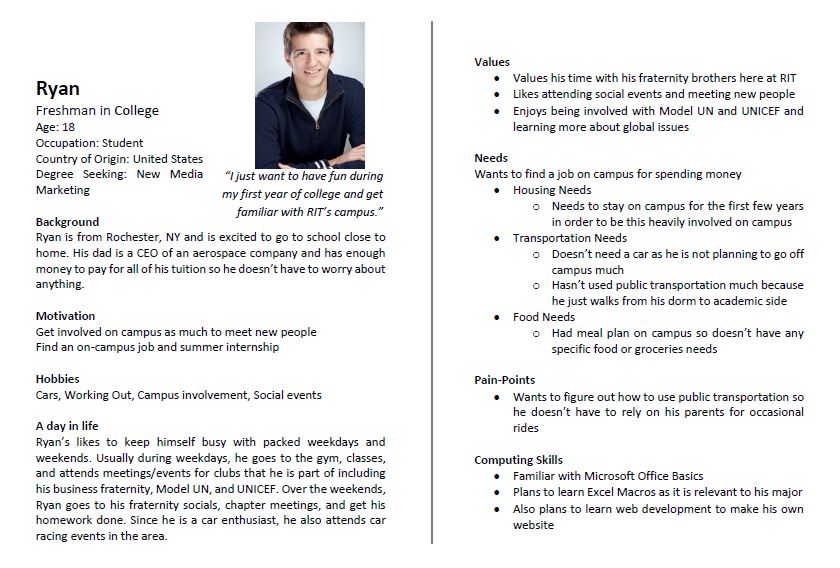 Ryan
Freshman in College
Age: 18
Occupation: Student
Country of Origin: United States
Degree Seeking: New Media
Marketing
“I just want to have fun during
my first year of college and get
familiar with RIT’s campus.”
Background
Ryan is from Rochester, NY and is excited to go to school close to
home. His dad is a CEO of an aerospace company and has enough
money to pay for all of his tuition so he doesn’t have to worry about
anything.
Motivation
Get involved on campus as much to meet new people
Find an on-campus job and summer internship
Hobbies
Cars, Working Out, Campus involvement, Social events
A day in life
Ryan’s likes to keep himself busy with packed weekdays and
weekends. Usually during weekdays, he goes to the gym, classes,
and attends meetings/events for clubs that he is part of including
his business fraternity, Model UN, and UNICEF. Over the weekends,
Ryan goes to his fraternity socials, chapter meetings, and get his
homework done. Since he is a car enthusiast, he also attends car
racing events in the area.
Values
• Values his time with his fraternity brothers here at RIT
• Likes attending social events and meeting new people
• Enjoys being involved with Model UN and UNICEF and
learning more about global issues
Needs
Wants to find a job on campus for spending money
• Housing Needs
o Needs to stay on campus for the first few years
in order to be this heavily involved on campus
• Transportation Needs
o Doesn’t need a car as he is not planning to go off
campus much
o Hasn’t used public transportation much because
he just walks from his dorm to academic side
• Food Needs
o Had meal plan on campus so doesn’t have any
specific food or groceries needs
Pain-Points
• Wants to figure out how to use public transportation so
he doesn’t have to rely on his parents for occasional
rides
Computing Skills
• Familiar with Microsoft Office Basics
• Plans to learn Excel Macros as it is relevant to his major
• Also plans to learn web development to make his own
website